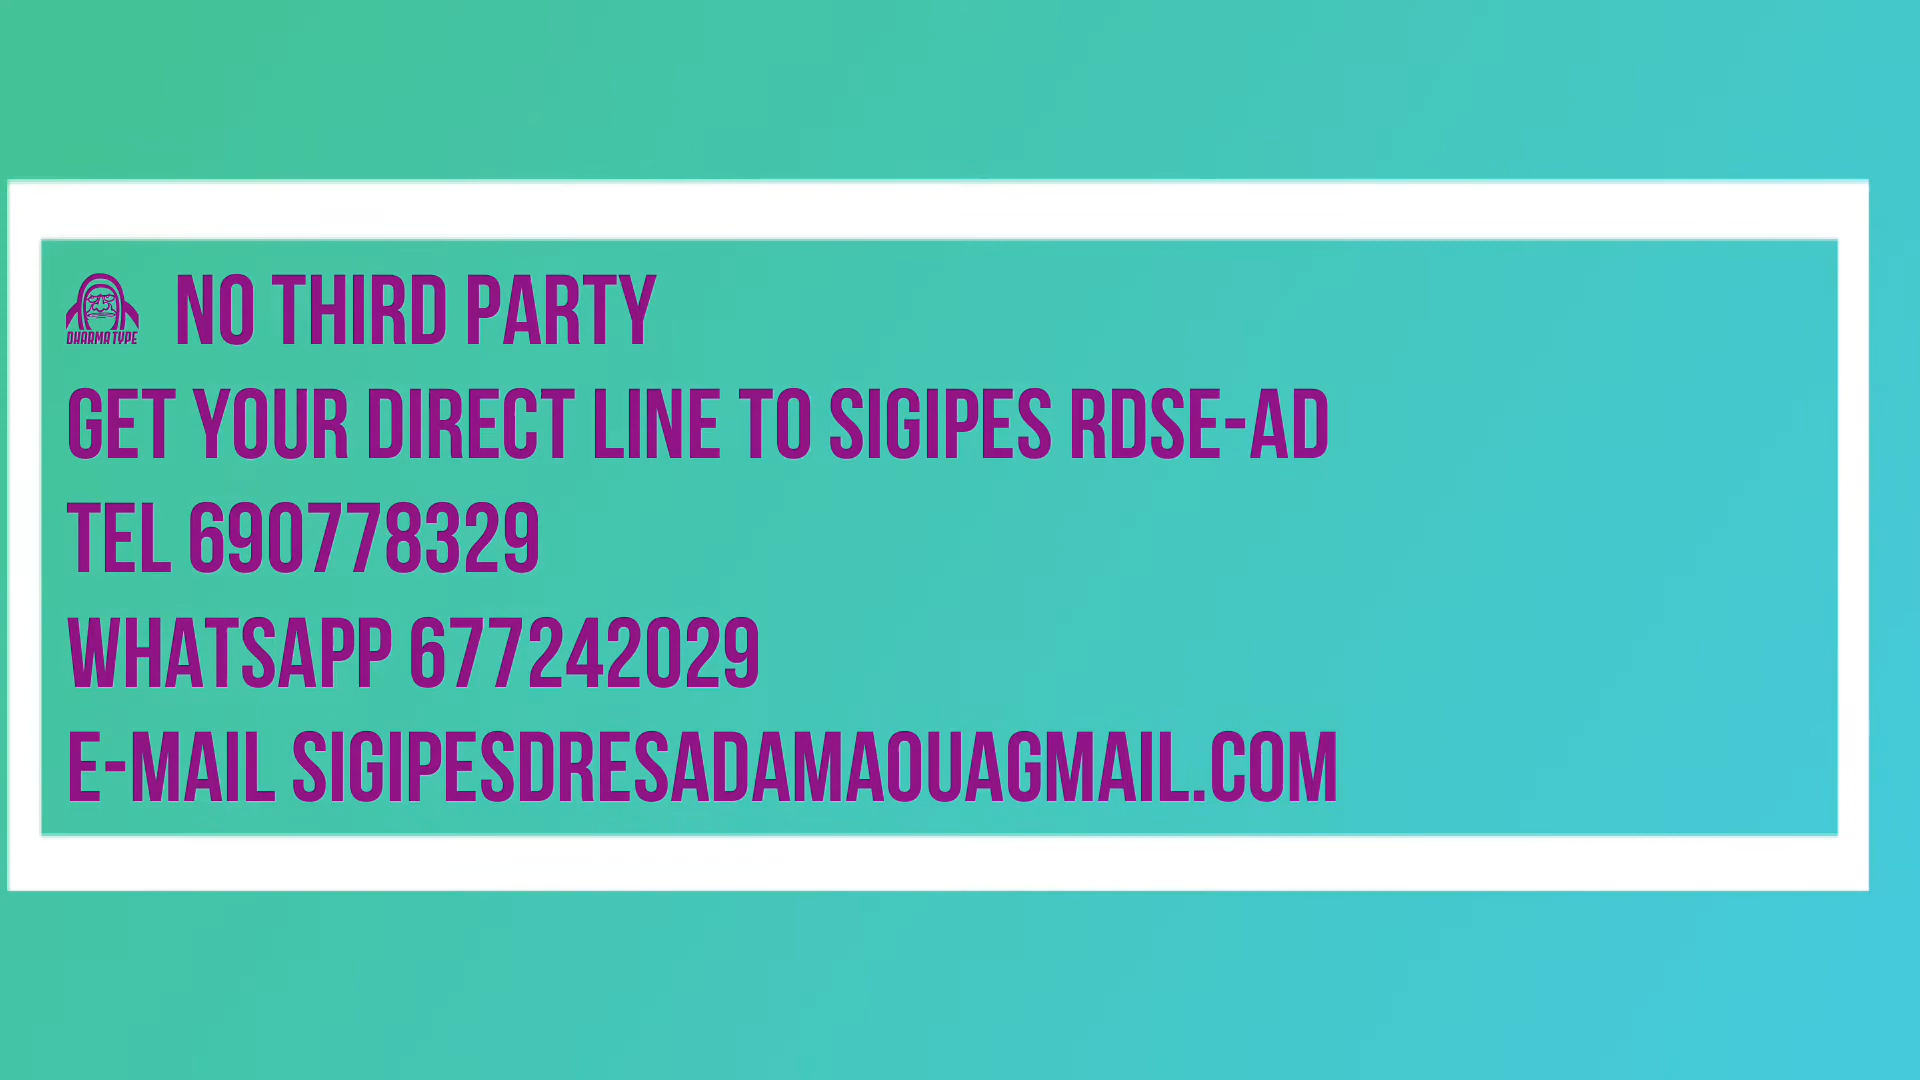 DHARMA TYPE
NO THIRD PARTY
GET YOUR DIRECT LINE TO SIGIPES RDSE-AD
TEL 690778329
WHATSAPP 677242029
E-MAIL SIGIPESDRESADAMAOUAGMAIL.COM